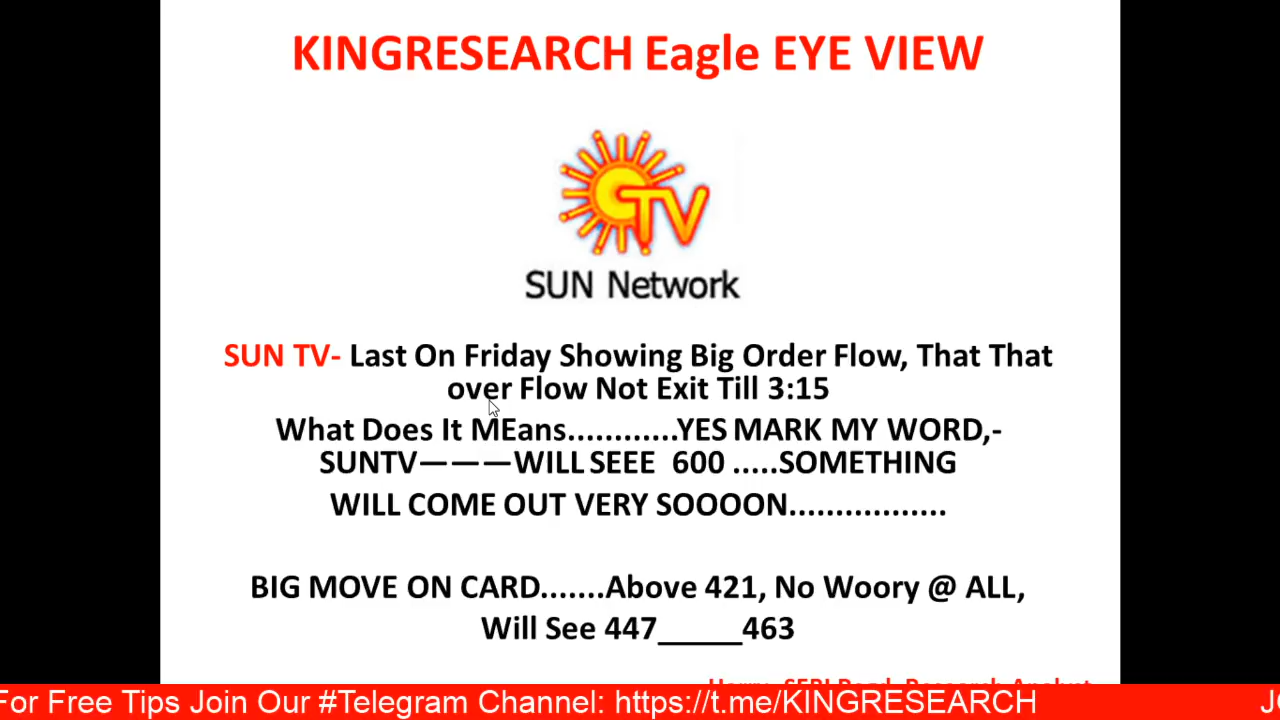 KINGRESEARCH Eagle EYE VIEW
TV
SUN Network
SUN TV- Last On Friday Showing Big Order Flow, That That
over Flow Not Exit Till 3:15
What Does It MEans............YES MARK MY WORD,-
SUNTV———WILL SEEE 600 .....SOMETHING
WILL COME OUT VERY SOOOON.................
BIG MOVE ON CARD.......Above 421, No Woory @ ALL,
Will See 447_____463
For Free Tips Join Our #Telegram Channel: https://t.me/KINGRESEARCH